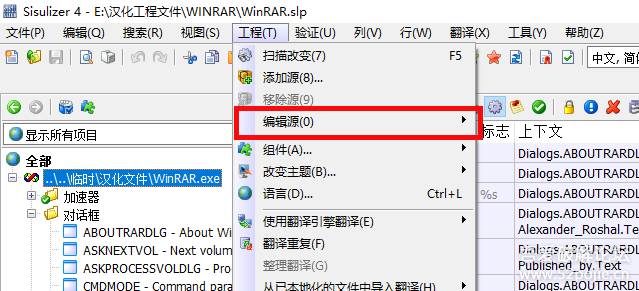 Sisulizer 4 - E:\汉化工程文件\WINRAR\WinRAR.slp
文件(P) 编辑(Q) 搜索(R) 视图(S) 工程(T) 验证(U) 列(V) 行(W) 翻译(X) 工具(Y) 帮助(Z)
中文, 简
扫描改变(7) F5
添加源(8)...
移除源(9)
编辑源(0)
组件(A)...
改变主题(B)...
语言(D)... Ctrl+L
使用翻译引擎翻译(E)
翻译重复(F)
整理翻译(G)
从已本地化的文件中导入翻译(H)
显示所有项目
全部
..\..\临时\汉化文件\WinRAR.exe
加速器
对话框
ABOUTRARDLG - About Wi
ASKNEXTVOL - Next volum
ASKPROCESSVOLDLG - Pro
CMDMODE - Command para
标志 上下文
Dialogs.ABOUTRARDL
Dialogs.ABOUTRARDL
%s Dialogs.ABOUTRARDL
Dialogs.ABOUTRARDL
Alexander_Roshal.Te
Dialogs.ABOUTRARDL
Published_by.Text
Dialogs.ABOUTRARDL